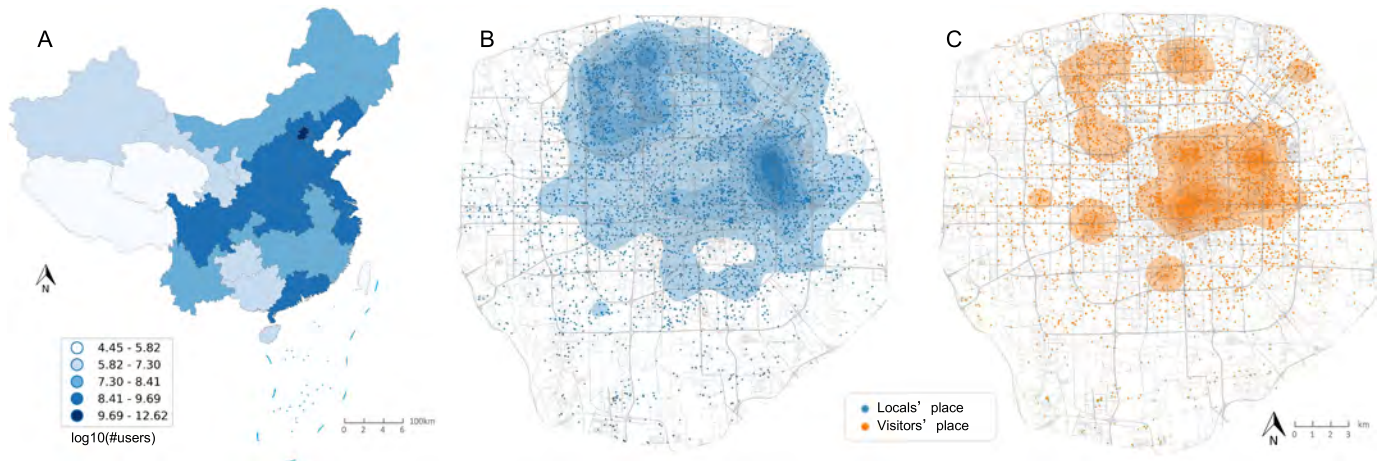 A
B
C
N
4.45 - 5.82
5.82 - 7.30
7.30 - 8.41
8.41 - 9.69
9.69 - 12.62
log10(#users)
0 2 4 6 100km
Locals’ place
Visitors’ place
N
0 1 2 3 km